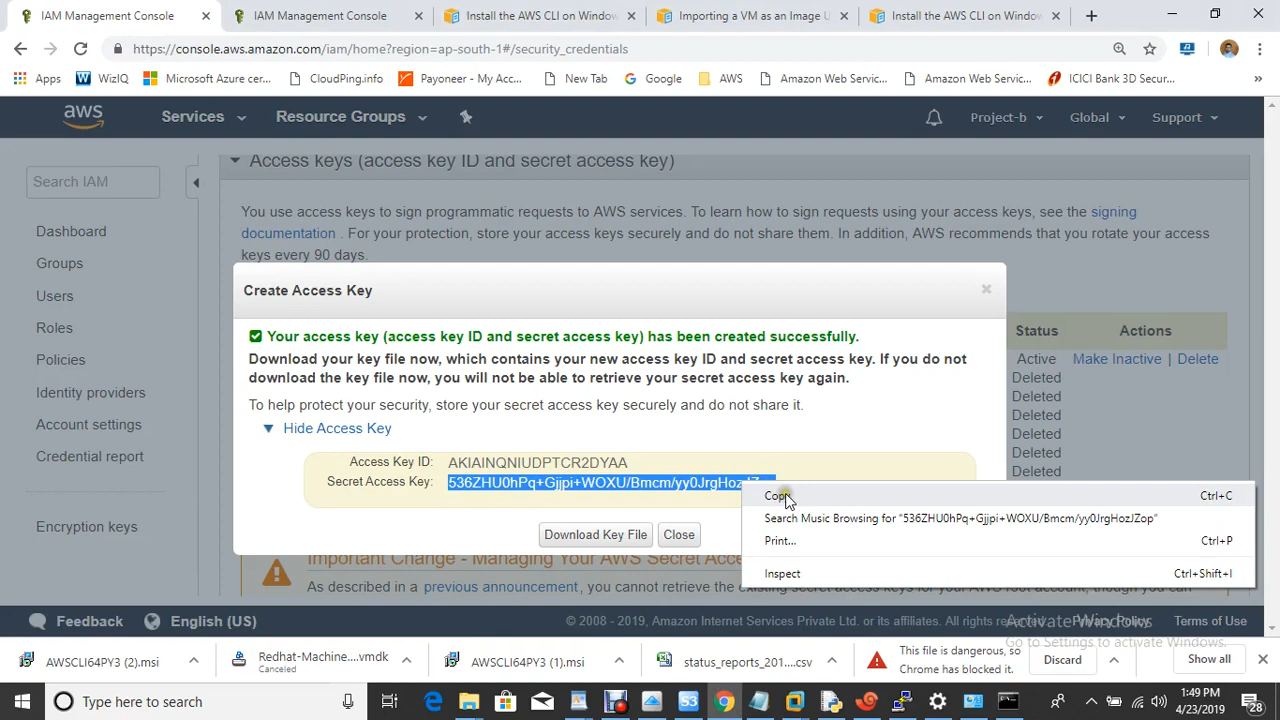 IAM Management Console
IAM Management Console
Install the AWS CLI on Window
Importing a VM as an Image U
Install the AWS CLI on Window
https://console.aws.amazon.com/iam/home?region=ap-south-1#/security_credentials
Apps
WizIQ
Microsoft Azure cer...
CloudPing.info
Payoneer - My Acc...
New Tab
Google
AWS
Amazon Web Servic...
Amazon Web Servic...
ICICI Bank 3D Secur...
aws
Services
Resource Groups
Project-b
Global
Support
Search IAM
Dashboard
Groups
Users
Roles
Policies
Identity providers
Account settings
Credential report
Encryption keys
Access keys (access key ID and secret access key)
You use access keys to sign programmatic requests to AWS services. To learn how to sign requests using your access keys, see the signing
documentation . For your protection, store your access keys securely and do not share them. In addition, AWS recommends that you rotate your access
keys every 90 days.
Status Actions
Active Make Inactive | Delete
Deleted
Deleted
Deleted
Deleted
Deleted
Deleted
Create Access Key
Your access key (access key ID and secret access key) has been created successfully.
Download your key file now, which contains your new access key ID and secret access key. If you do not
download the key file now, you will not be able to retrieve your secret access key again.
To help protect your security, store your secret access key securely and do not share it.
Hide Access Key
Access Key ID: AKIAINQNIUDPTCR2DYAA
Secret Access Key: 536ZHU0hPq+Gjjpi+WOXU/Bmcm/yy0JrgHozJZ
Download Key File
Close
Copy Ctrl+C
Search Music Browsing for “536ZHU0hPq+Gjjpi+WOXU/Bmcm/yy0JrgHozJZop”
Print... Ctrl+P
Inspect Ctrl+Shift+I
Important Change - Managing Your AWS Secret Acce
As described in a previous announcement, you cannot retrieve the existing secret access keys for your AWS root account, though you can
Feedback
English (US)
© 2008 - 2019, Amazon Internet Services Private Ltd. or its affiliates. All rights reserved.
Privacy Policy
Terms of Use
Activate Windows
Go to Settings to activate Windows.
AWSCLI64PY3 (2).msi
Redhat-Machine....vmdk
Canceled
AWSCLI64PY3 (1).msi
status_reports_201....csv
This file is dangerous, so
Chrome has blocked it.
Discard
Show all
Type here to search
1:49 PM
4/23/2019
28